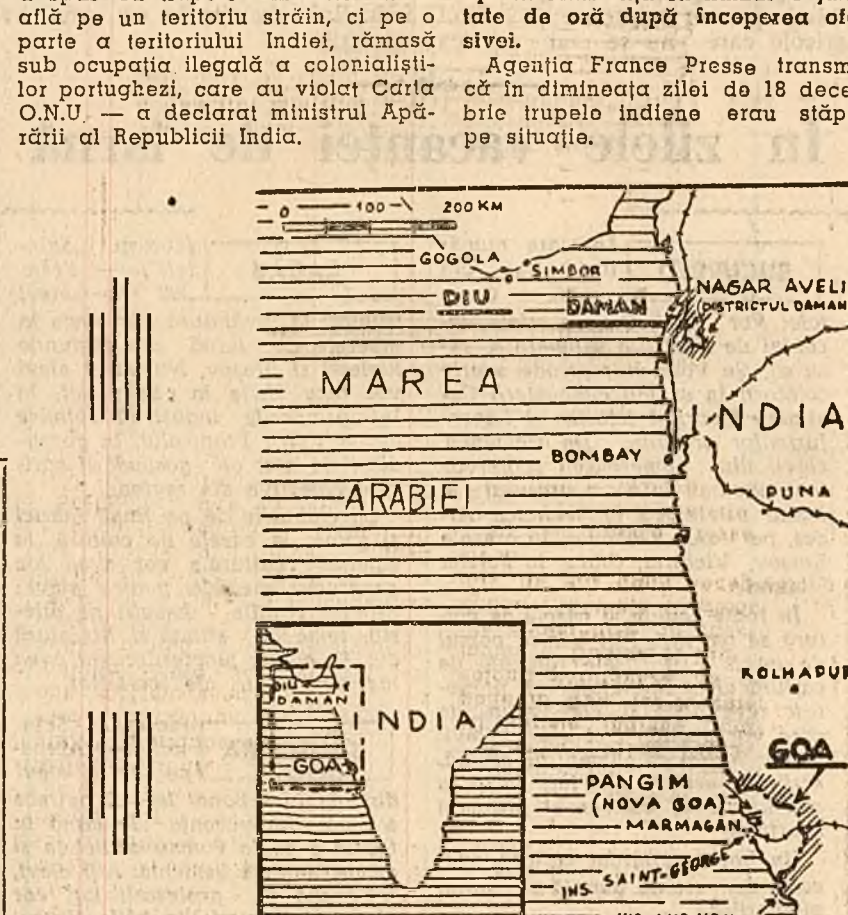 află pe un teritoriu străin, ci pe o
parte a teritoriului Indiei, rămasă
sub ocupația ilegală a colonialiști-
lor portughezi, care au violat Carta
O.N.U. — a declarat ministrul Apă-
rării al Republicii India.
tate de oră după începerea ofe
sivei.
Agenția France Presse transm
că în dimineața zilei de 18 dece
brie trupele indiene erau stăp
pe situație.
0 100 200 KM
GOGOLA
SIMBOR
DIU
DAMAN
NAGAR AVELI
(DISTRICTUL DAMAN
MAREA
INDIA
BOMBAY
ARABIEI
PUNA
KOLHAPUR
DIU
DAMAN
INDIA
GOA
GOA
PANGIM
(NOVA GOA)
MARMAGAN
INS. SAINT-GEORGE